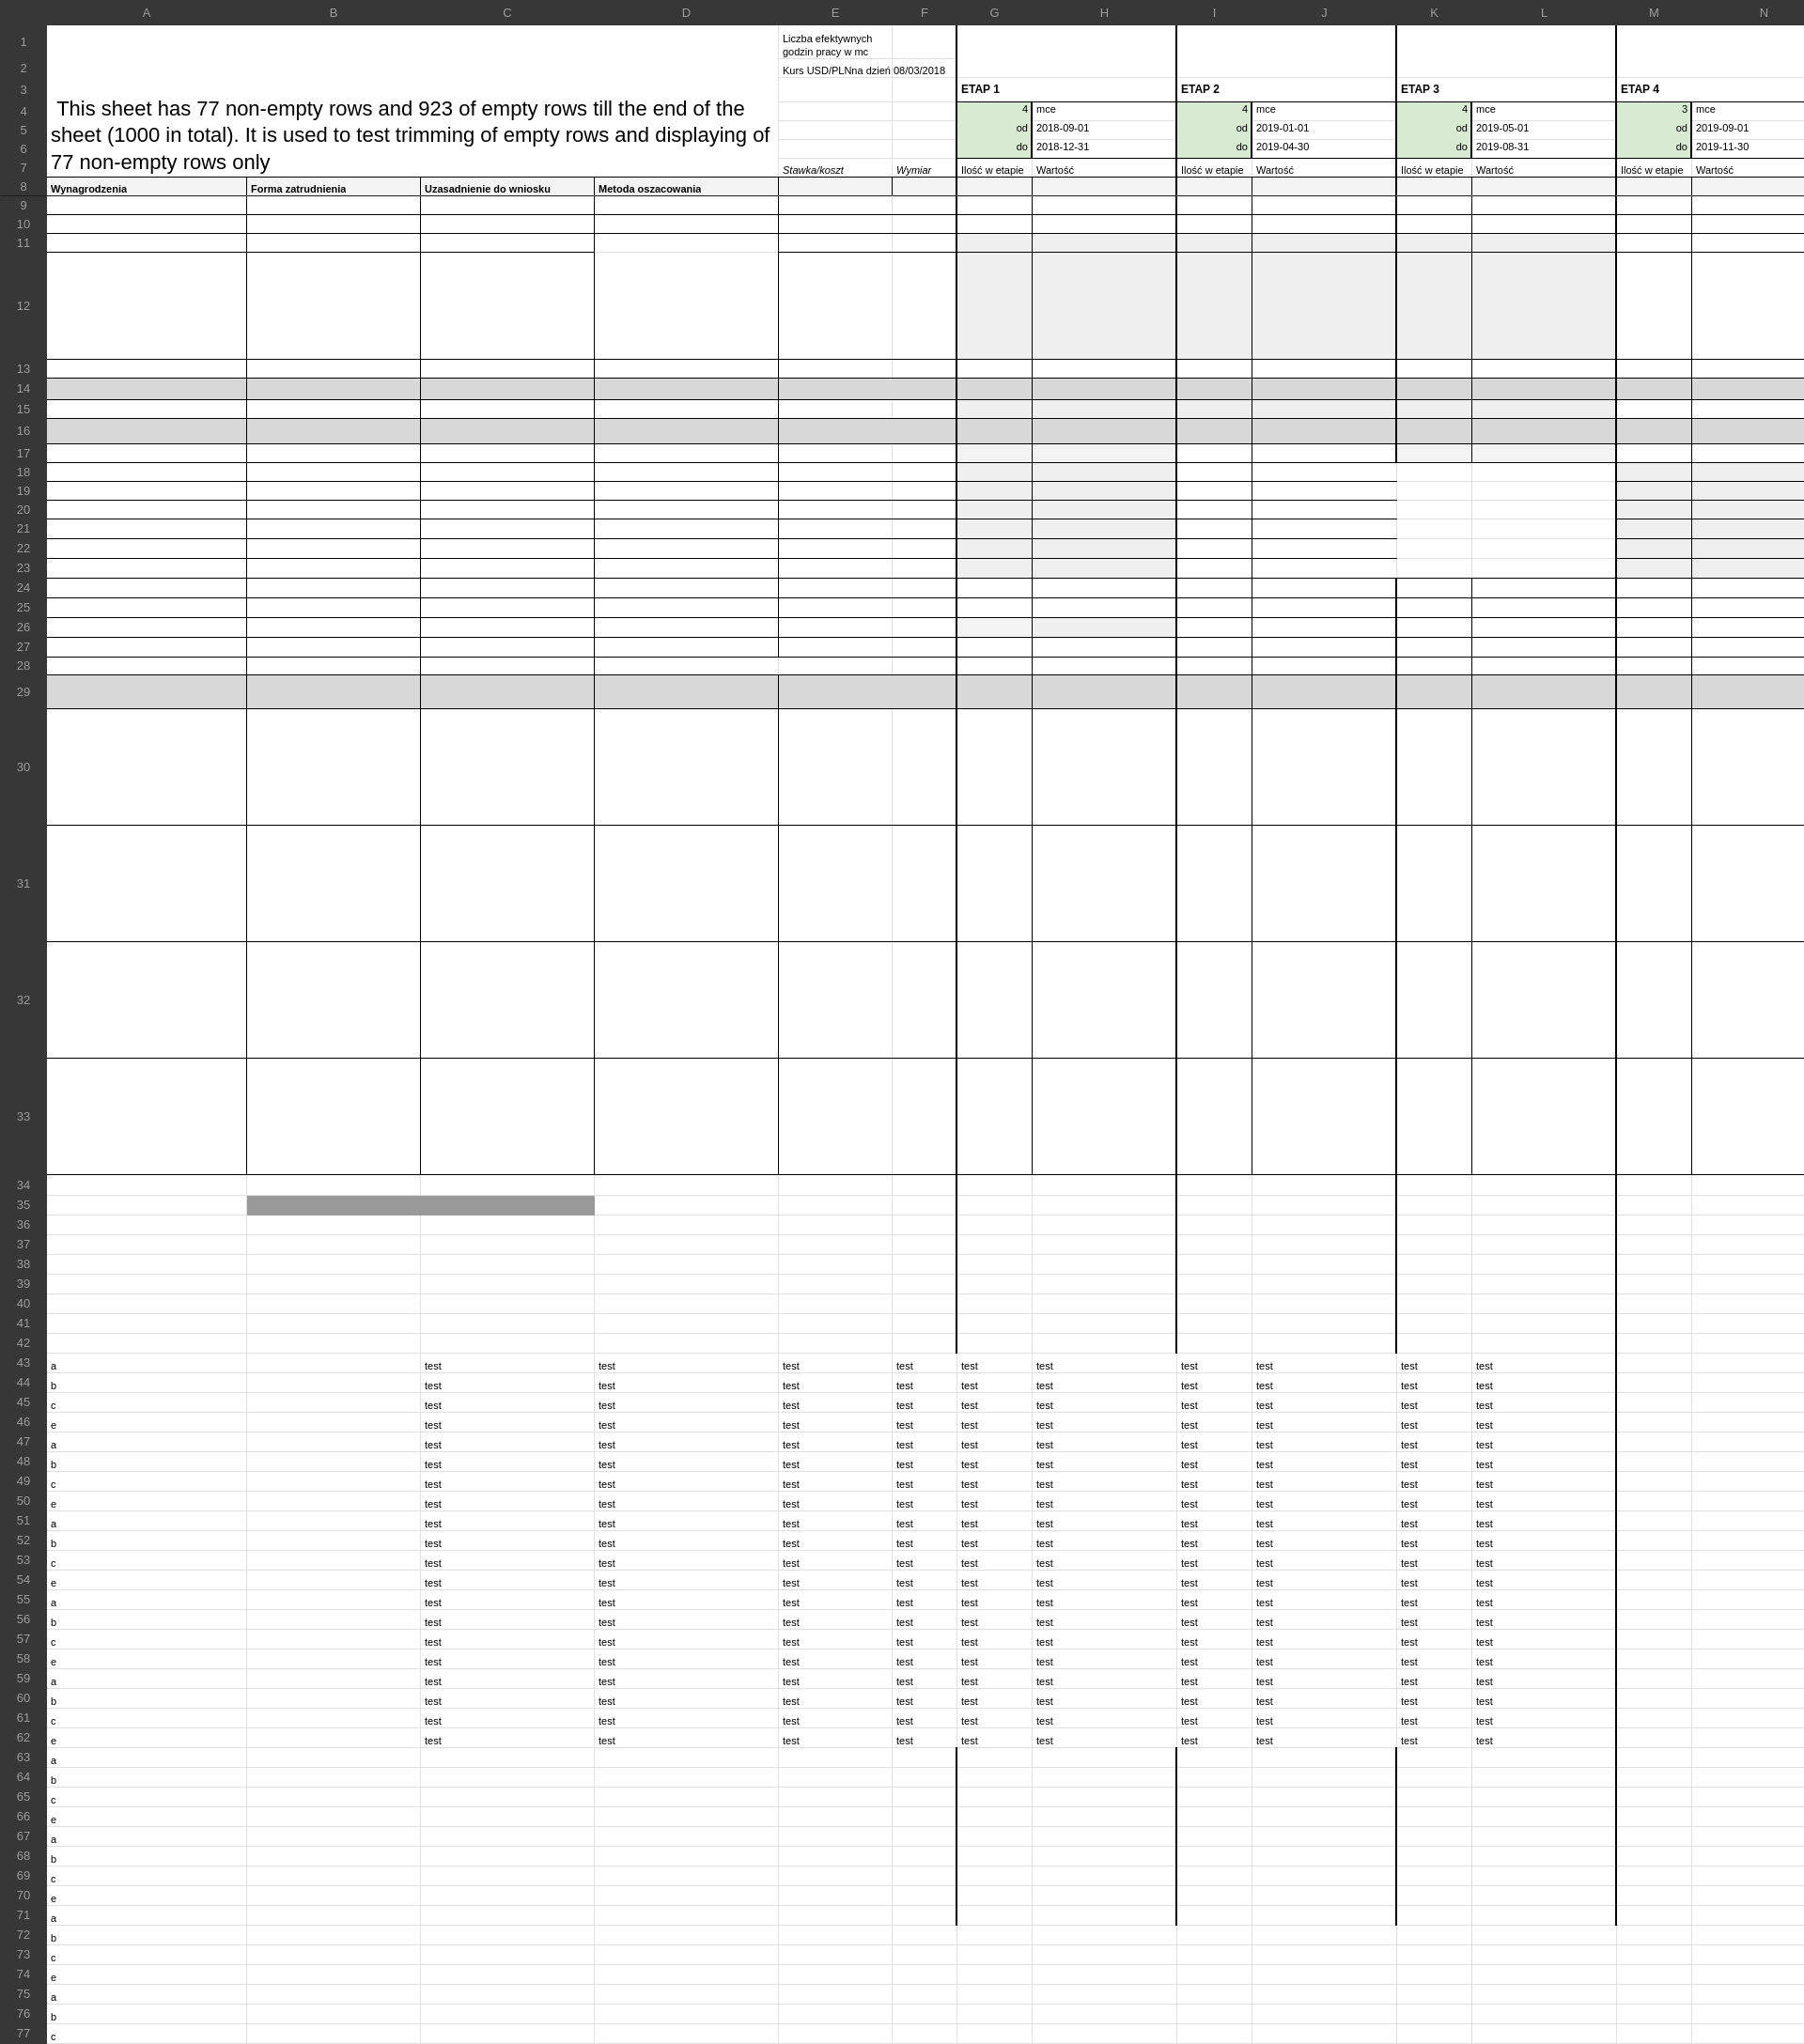 A B C D E F G H I J K L M N
1 Liczba efektywnych
godzin pracy w mc
2 Kurs USD/PLNna dzień 08/03/2018
3 ETAP 1 ETAP 2 ETAP 3 ETAP 4
This sheet has 77 non-empty rows and 923 of empty rows till the end of the
sheet (1000 in total). It is used to test trimming of empty rows and displaying of
77 non-empty rows only
4 4 mce 4 mce 4 mce 3 mce
5 od 2018-09-01 od 2019-01-01 od 2019-05-01 od 2019-09-01
6 do 2018-12-31 do 2019-04-30 do 2019-08-31 do 2019-11-30
7 Stawka/koszt Wymiar Ilość w etapie Wartość Ilość w etapie Wartość Ilość w etapie Wartość Ilość w etapie Wartość
8 Wynagrodzenia Forma zatrudnienia Uzasadnienie do wniosku Metoda oszacowania
9
10
11
12
13
14
15
16
17
18
19
20
21
22
23
24
25
26
27
28
29
30
31
32
33
34
35
36
37
38
39
40
41
42
43 a test test test test test test test test test test
44 b test test test test test test test test test test
45 c test test test test test test test test test test
46 e test test test test test test test test test test
47 a test test test test test test test test test test
48 b test test test test test test test test test test
49 c test test test test test test test test test test
50 e test test test test test test test test test test
51 a test test test test test test test test test test
52 b test test test test test test test test test test
53 c test test test test test test test test test test
54 e test test test test test test test test test test
55 a test test test test test test test test test test
56 b test test test test test test test test test test
57 c test test test test test test test test test test
58 e test test test test test test test test test test
59 a test test test test test test test test test test
60 b test test test test test test test test test test
61 c test test test test test test test test test test
62 e test test test test test test test test test test
63 a
64 b
65 c
66 e
67 a
68 b
69 c
70 e
71 a
72 b
73 c
74 e
75 a
76 b
77 c